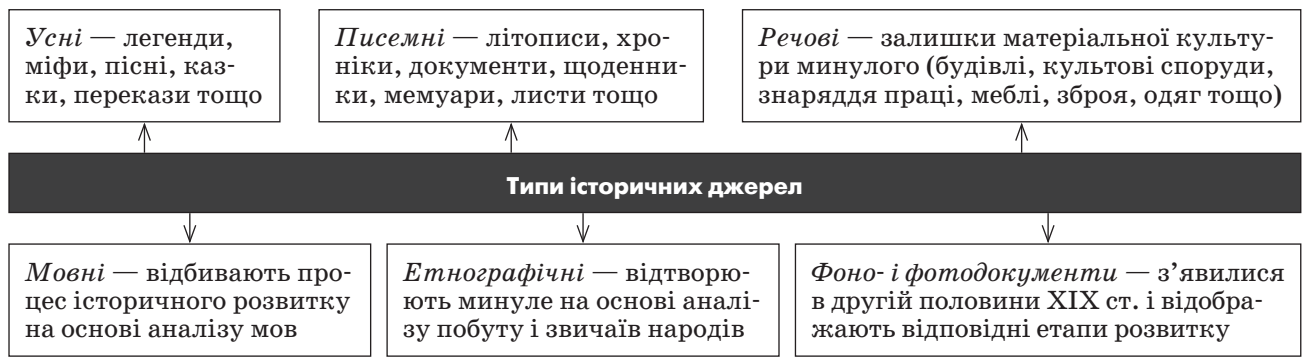 Усні — легенди,
міфи, пісні, каз-
ки, перекази тощо
Писемні — літописи, хро-
ніки, документи, щоденни-
ки, мемуари, листи тощо
Речові — залишки матеріальної культу-
ри минулого (будівлі, культові споруди,
знаряддя праці, меблі, зброя, одяг тощо)
Типи історичних джерел
Мовні — відбивають про-
цес історичного розвитку
на основі аналізу мов
Етнографічні — відтворю-
ють минуле на основі аналі-
зу побуту і звичаїв народів
Фоно- і фотодокументи — з’явилися
в другій половини XIX ст. і відобра-
жають відповідні етапи розвитку